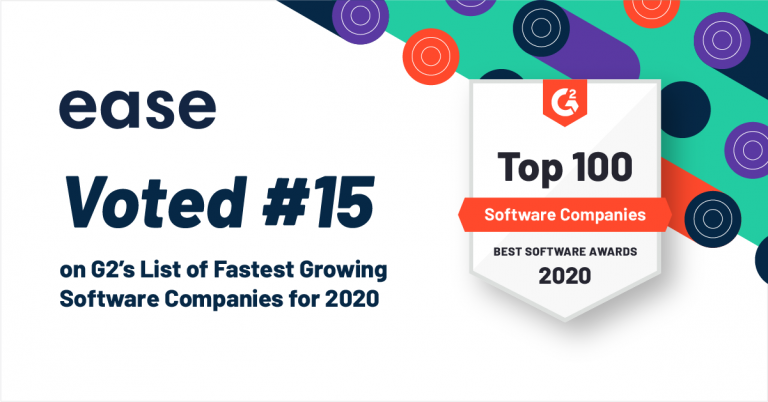 ease
Voted #15
on G2's List of Fastest Growing
Software Companies for 2020
G2
Top 100
Software Companies
BEST SOFTWARE AWARDS
2020